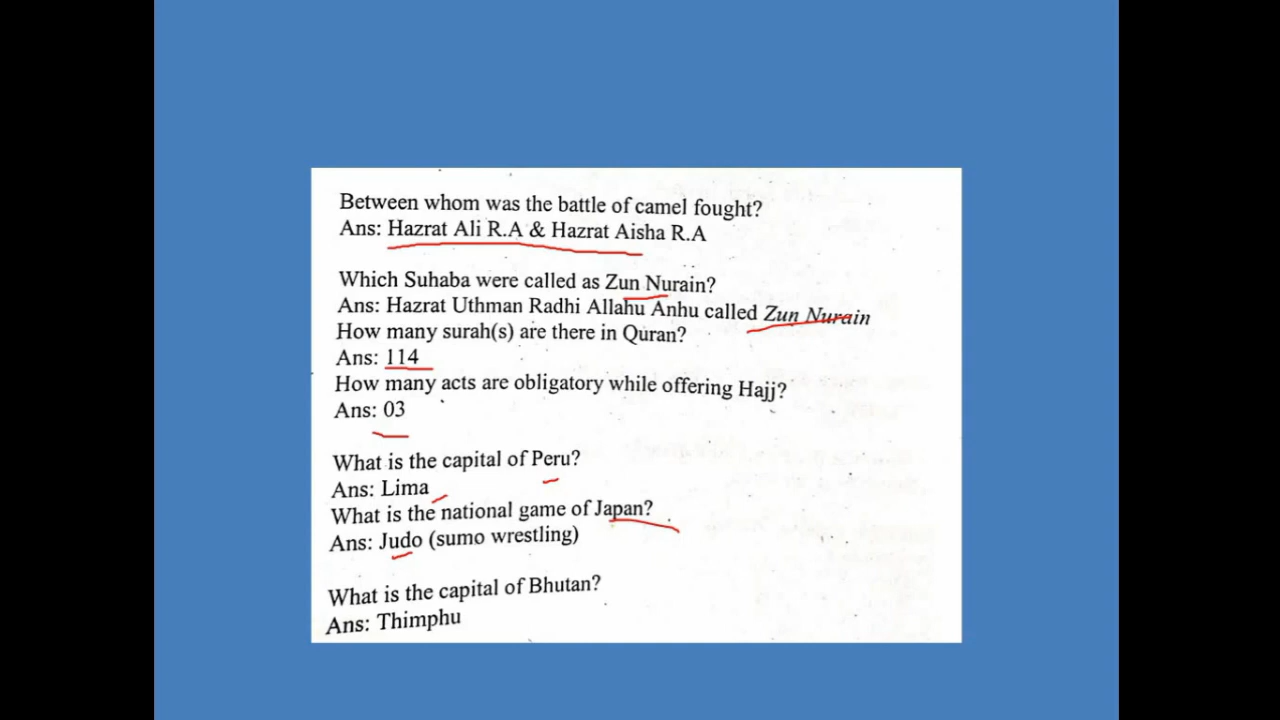 Between whom was the battle of camel fought?
Ans: Hazrat Ali R.A & Hazrat Aisha R.A
Which Suhaba were called as Zun Nurain?
Ans: Hazrat Uthman Radhi Allahu Anhu called Zun Nurain
How many surah(s) are there in Quran?
Ans: 114
How many acts are obligatory while offering Hajj?
Ans: 03
What is the capital of Peru?
Ans: Lima
What is the national game of Japan?
Ans: Judo (sumo wrestling)
What is the capital of Bhutan?
Ans: Thimphu